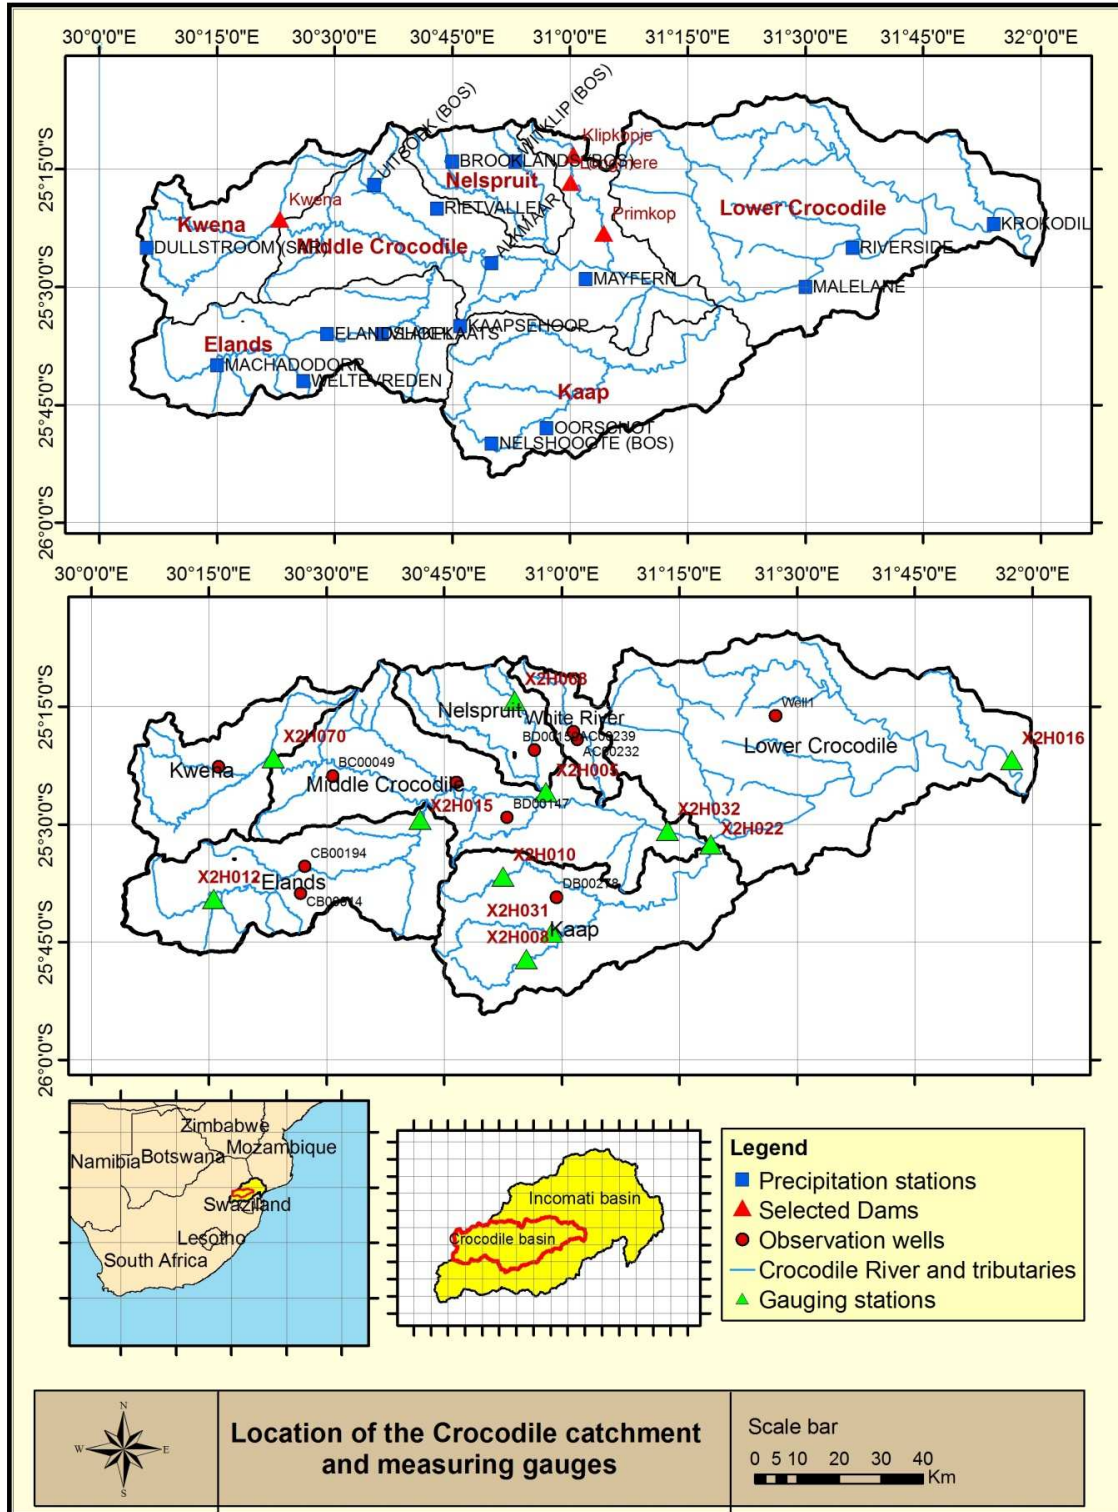 30°0'0"E 30°15'0"E 30°30'0"E 30°45'0"E 31°0'0"E 31°15'0"E 31°30'0"E 31°45'0"E 32°0'0"E
25°15'0"S
25°30'0"S
25°45'0"S
26°0'0"S
WITKLIP (BOS)
Klipkopje
BROOKLANDS (BOS)
Longmere
Nelspruit
Kwena
RIETVALLEI
Primkop
Lower Crocodile
Kwena
KROKODIL
ALKMAAR
DULLSTROOM (SAR)
Middle Crocodile
RIVERSIDE
MAYFERN
MALELANE
KAAPSEHOOP
Elands
MACHADODORP
WELTEVREDEN
Kaap
OORSCHOT
NELSHOOGTE (BOS)
30°0'0"E 30°15'0"E 30°30'0"E 30°45'0"E 31°0'0"E 31°15'0"E 31°30'0"E 31°45'0"E 32°0'0"E
25°15'0"S
25°30'0"S
25°45'0"S
26°0'0"S
X2H068
Nelspruit
White River
Well1
X2H070
AC00239
AC00232
Lower Crocodile
X2H016
Kwena
BC00049
X2H005
Middle Crocodile
X2H015
BD00147
X2H032
X2H022
CB00194
X2H010
X2H012
Elands
DB00278
X2H031
Kaap
X2H008
Zimbabwe
Mozambique
Namibia
Botswana
Swaziland
Lesotho
South Africa
Incomati basin
Crocodile basin
Legend
Precipitation stations
Selected Dams
Observation wells
Crocodile River and tributaries
Gauging stations
N
W E
S
Location of the Crocodile catchment
and measuring gauges
Scale bar
0 5 10 20 30 40
Km